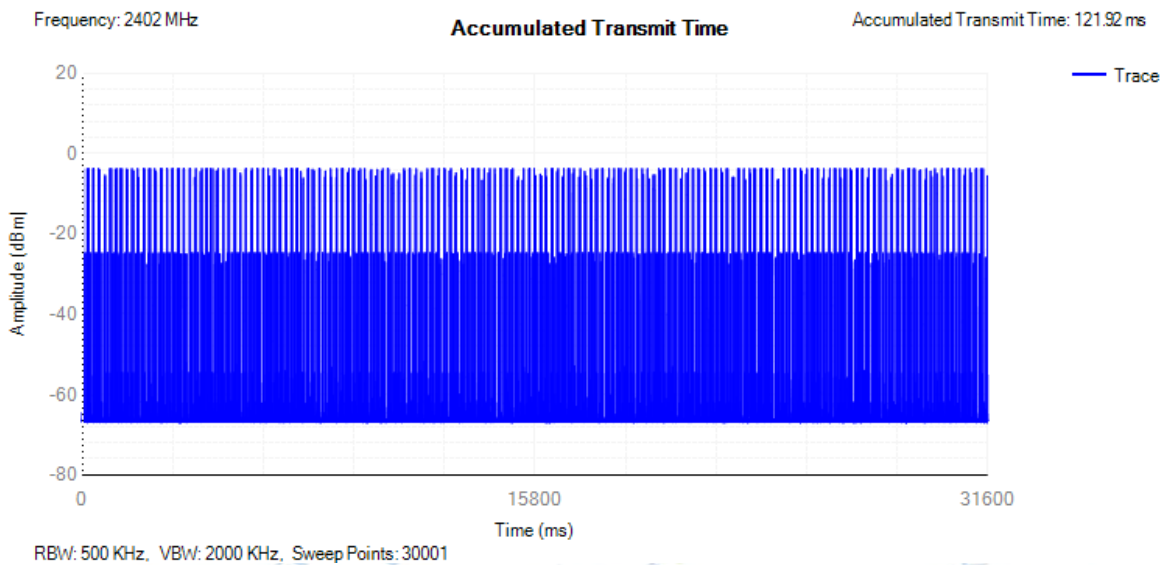 Frequency: 2402 MHz
Accumulated Transmit Time
Accumulated Transmit Time: 121.92 ms
Trace
20
0
-20
-40
-60
-80
Amplitude (dBm)
0
15800
31600
Time (ms)
RBW: 500 KHz, VBW: 2000 KHz, Sweep Points: 30001